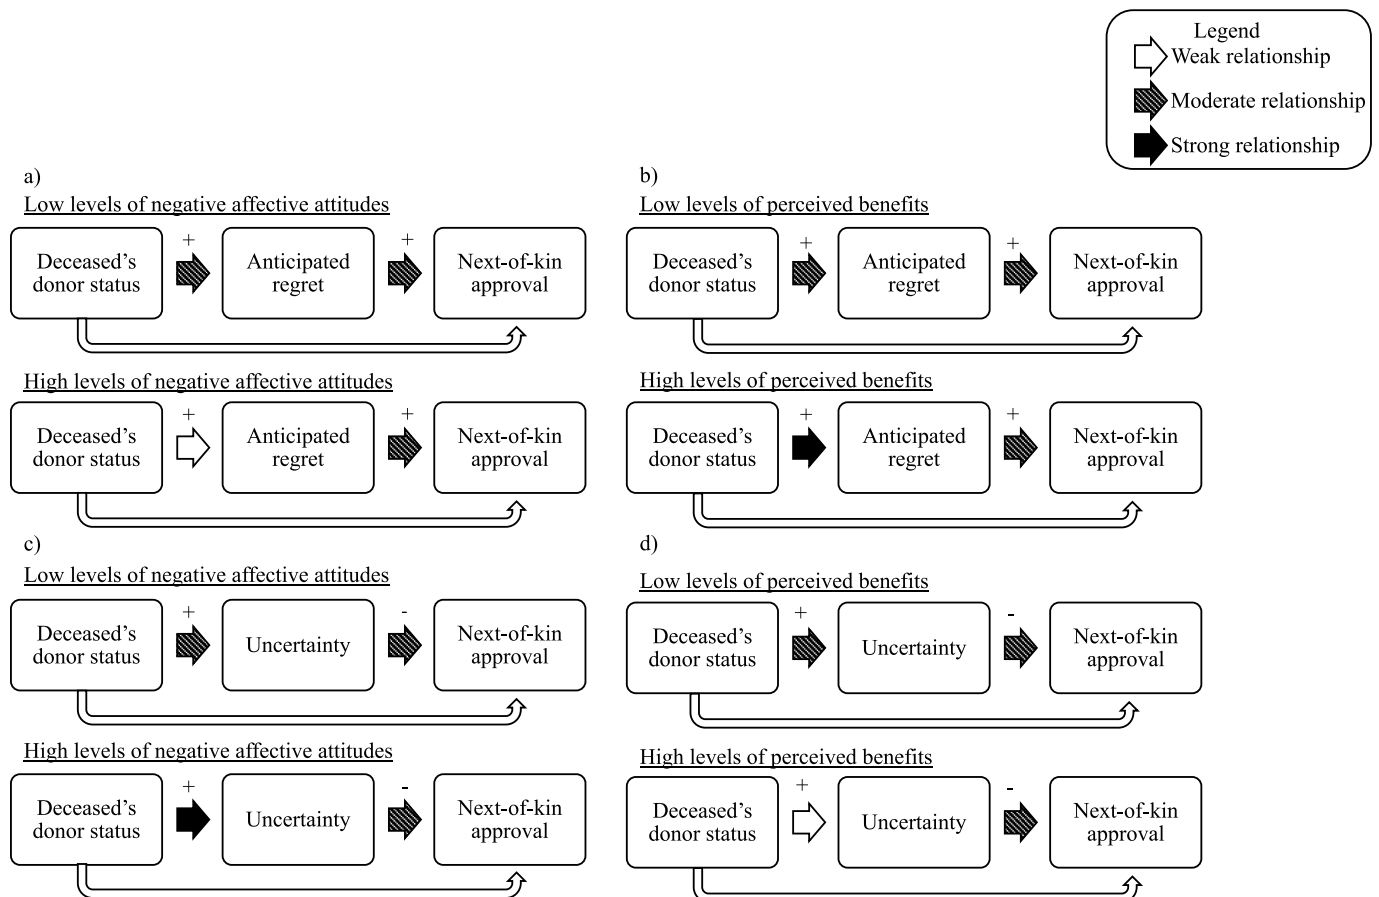 Legend
Weak relationship
Moderate relationship
Strong relationship
a)
Low levels of negative affective attitudes
+
+
Deceased’s
donor status
Anticipated
regret
Next-of-kin
approval
High levels of negative affective attitudes
+
+
Deceased’s
donor status
Anticipated
regret
Next-of-kin
approval
b)
Low levels of perceived benefits
+
+
Deceased’s
donor status
Anticipated
regret
Next-of-kin
approval
High levels of perceived benefits
+
+
Deceased’s
donor status
Anticipated
regret
Next-of-kin
approval
c)
Low levels of negative affective attitudes
+
-
Deceased’s
donor status
Uncertainty
Next-of-kin
approval
High levels of negative affective attitudes
+
-
Deceased’s
donor status
Uncertainty
Next-of-kin
approval
d)
Low levels of perceived benefits
+
-
Deceased’s
donor status
Uncertainty
Next-of-kin
approval
High levels of perceived benefits
+
-
Deceased’s
donor status
Uncertainty
Next-of-kin
approval